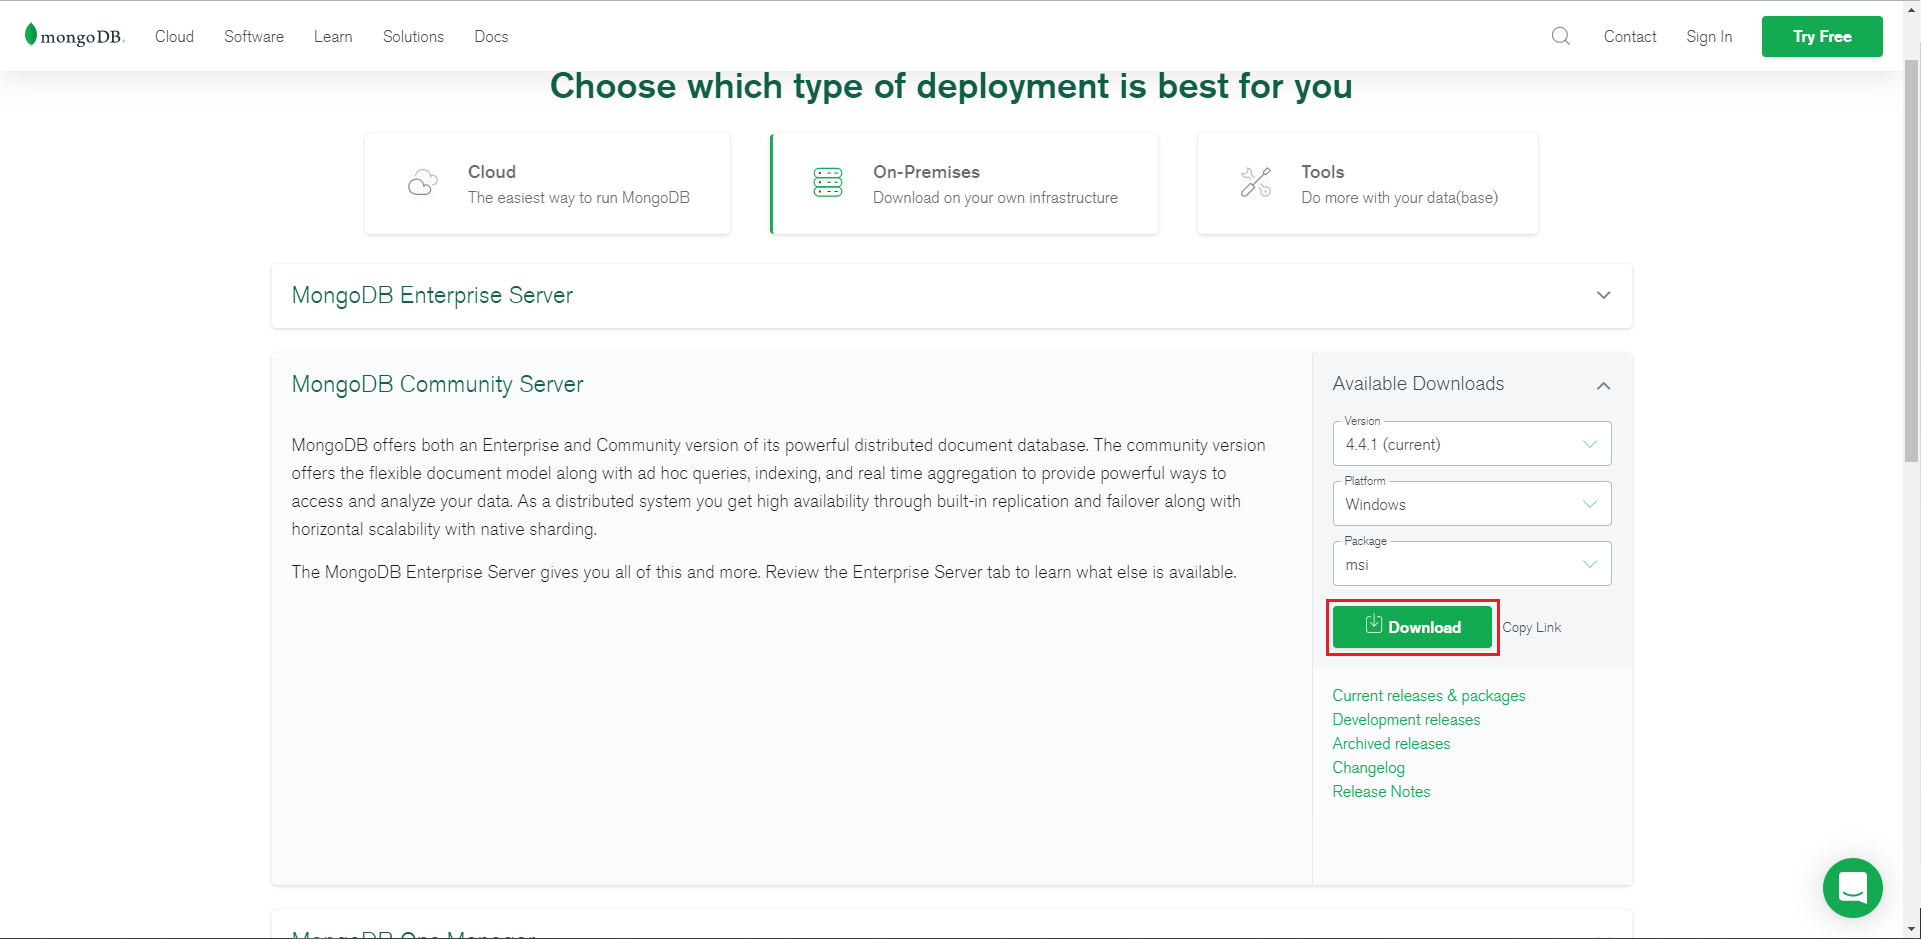 mongoDB.
Cloud
Software
Learn
Solutions
Docs
Contact
Sign In
Try Free
Choose which type of deployment is best for you
Cloud
The easiest way to run MongoDB
On-Premises
Download on your own infrastructure
Tools
Do more with your data(base)
MongoDB Enterprise Server
MongoDB Community Server
MongoDB offers both an Enterprise and Community version of its powerful distributed document database. The community version
offers the flexible document model along with ad hoc queries, indexing, and real time aggregation to provide powerful ways to
access and analyze your data. As a distributed system you get high availability through built-in replication and failover along with
horizontal scalability with native sharding.
The MongoDB Enterprise Server gives you all of this and more. Review the Enterprise Server tab to learn what else is available.
Available Downloads
Version
4.4.1 (current)
Platform
Windows
Package
msi
Download
Copy Link
Current releases & packages
Development releases
Archived releases
Changelog
Release Notes
MongoDB Ops Manager